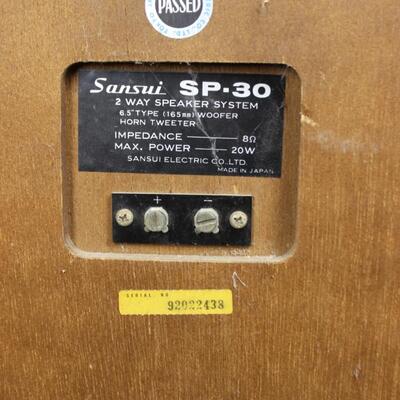 PASSED
Sansui SP-30
2 WAY SPEAKER SYSTEM
6.5"TYPE (165mm) WOOFER
HORN TWEETER
IMPEDANCE 8Ω
MAX. POWER 20W
SANSUI ELECTRIC CO.,LTD.
MADE IN JAPAN
+ −
SERIAL NO
92022438